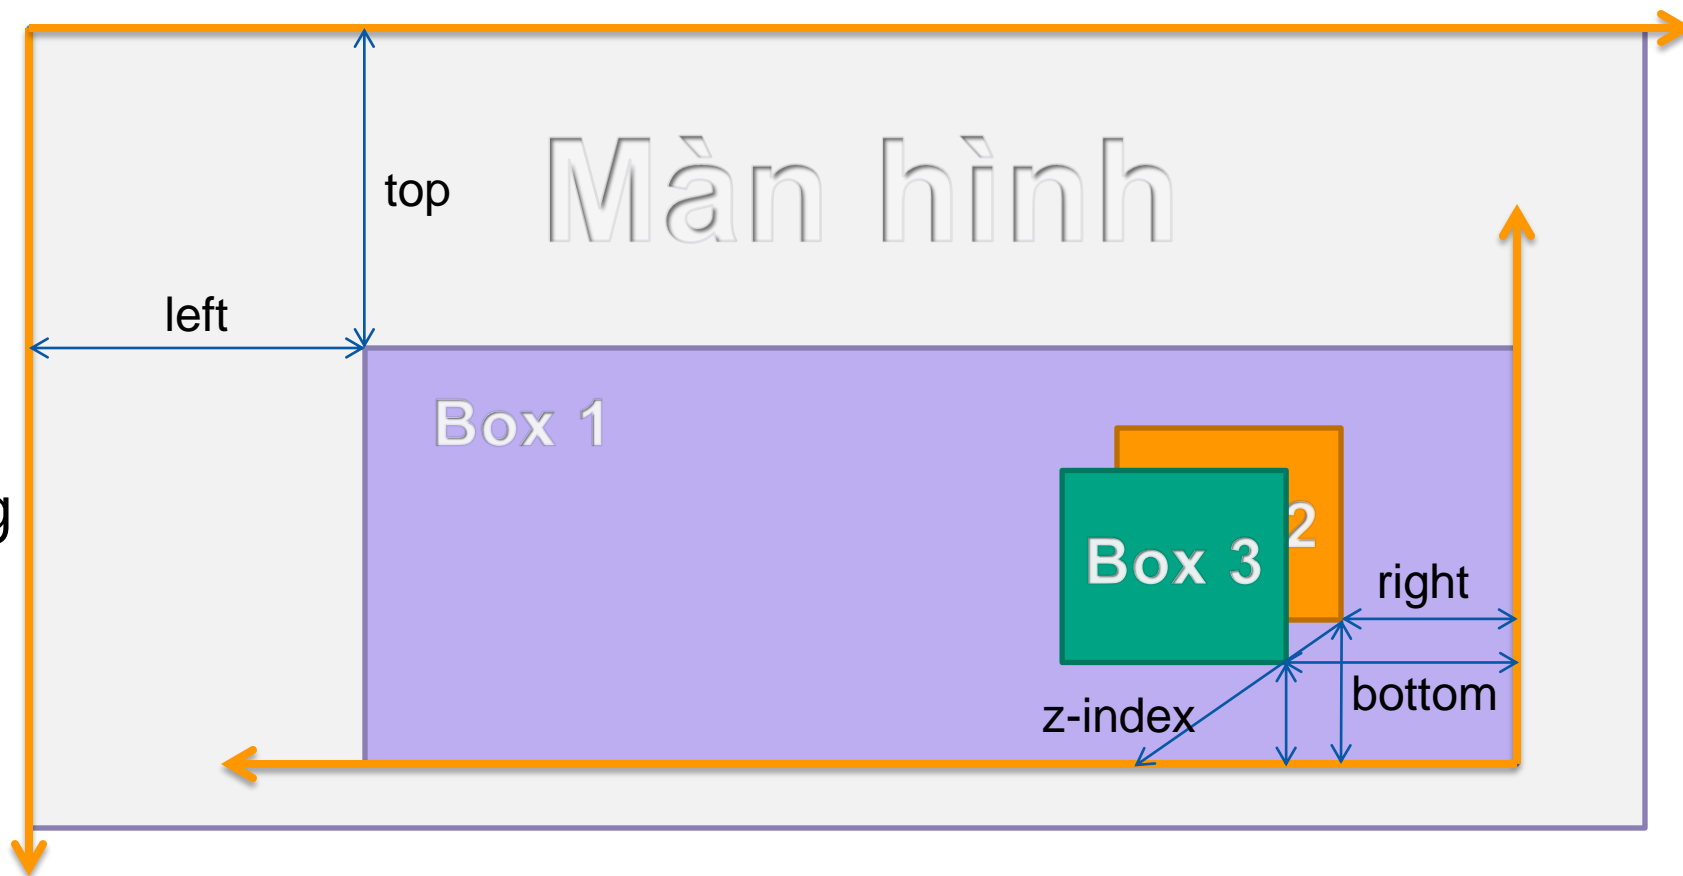 Màn hình
top
left
Box 1
2
g
Box 3
right
bottom
z-index